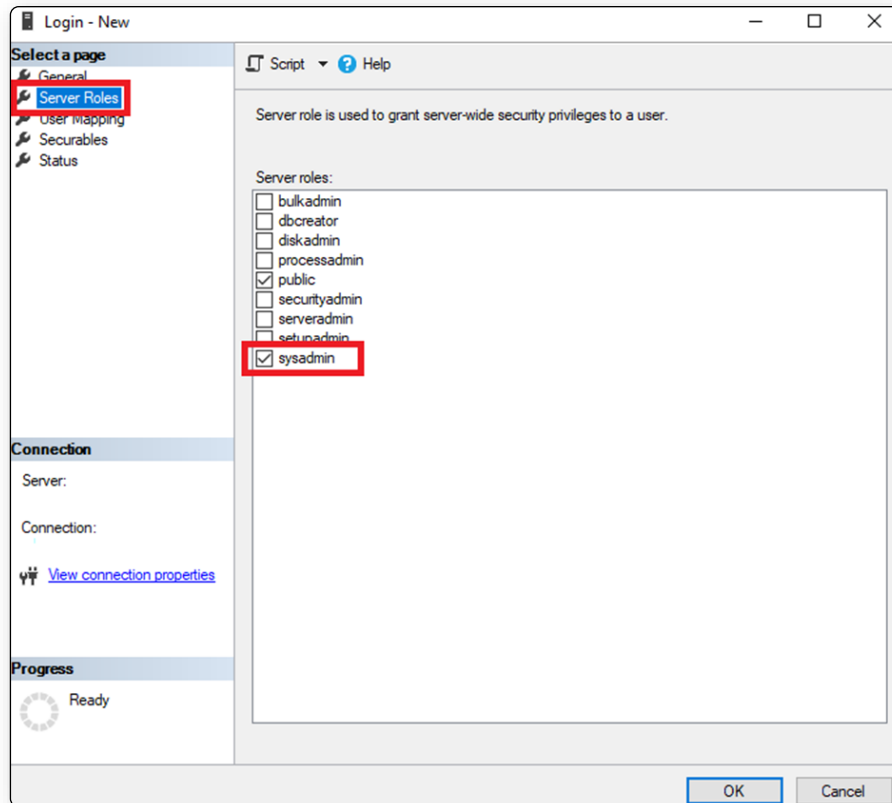 Login - New
Select a page
General
Server Roles
User Mapping
Securables
Status
Script
Help
Server role is used to grant server-wide security privileges to a user.
Server roles:
bulkadmin
dbcreator
diskadmin
processadmin
public
securityadmin
serveradmin
setupadmin
sysadmin
Connection
Server:
Connection:
View connection properties
Progress
Ready
OK
Cancel